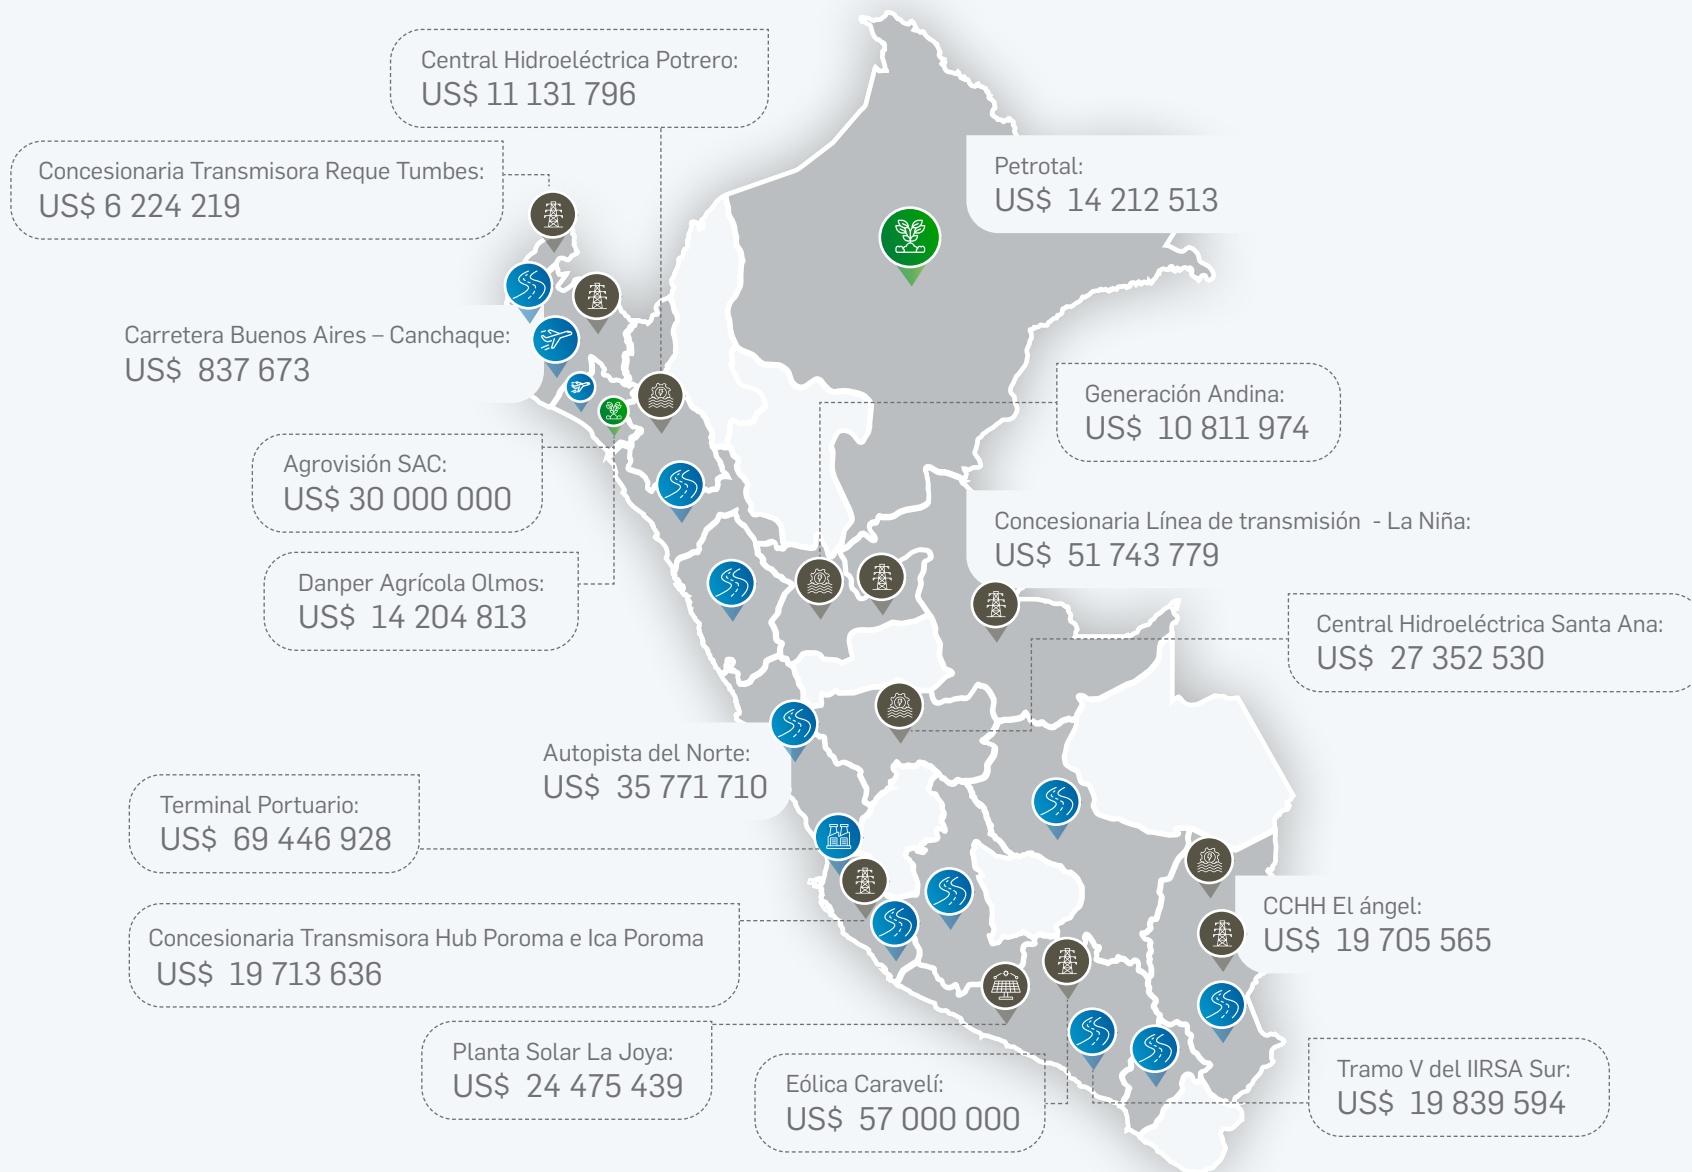 Central Hidroeléctrica Potrero:
US$ 11 131 796
Concesionaria Transmisora Reque Tumbes:
US$ 6 224 219
Petrotal:
US$ 14 212 513
Carretera Buenos Aires – Canchaque:
US$ 837 673
Generación Andina:
US$ 10 811 974
Agrovisión SAC:
US$ 30 000 000
Concesionaria Línea de transmisión - La Niña:
US$ 51 743 779
Danper Agrícola Olmos:
US$ 14 204 813
Central Hidroeléctrica Santa Ana:
US$ 27 352 530
Autopista del Norte:
US$ 35 771 710
Terminal Portuario:
US$ 69 446 928
CCHH El ángel:
US$ 19 705 565
Concesionaria Transmisora Hub Poroma e Ica Poroma
US$ 19 713 636
Planta Solar La Joya:
US$ 24 475 439
Eólica Caravelí:
US$ 57 000 000
Tramo V del IIRSA Sur:
US$ 19 839 594